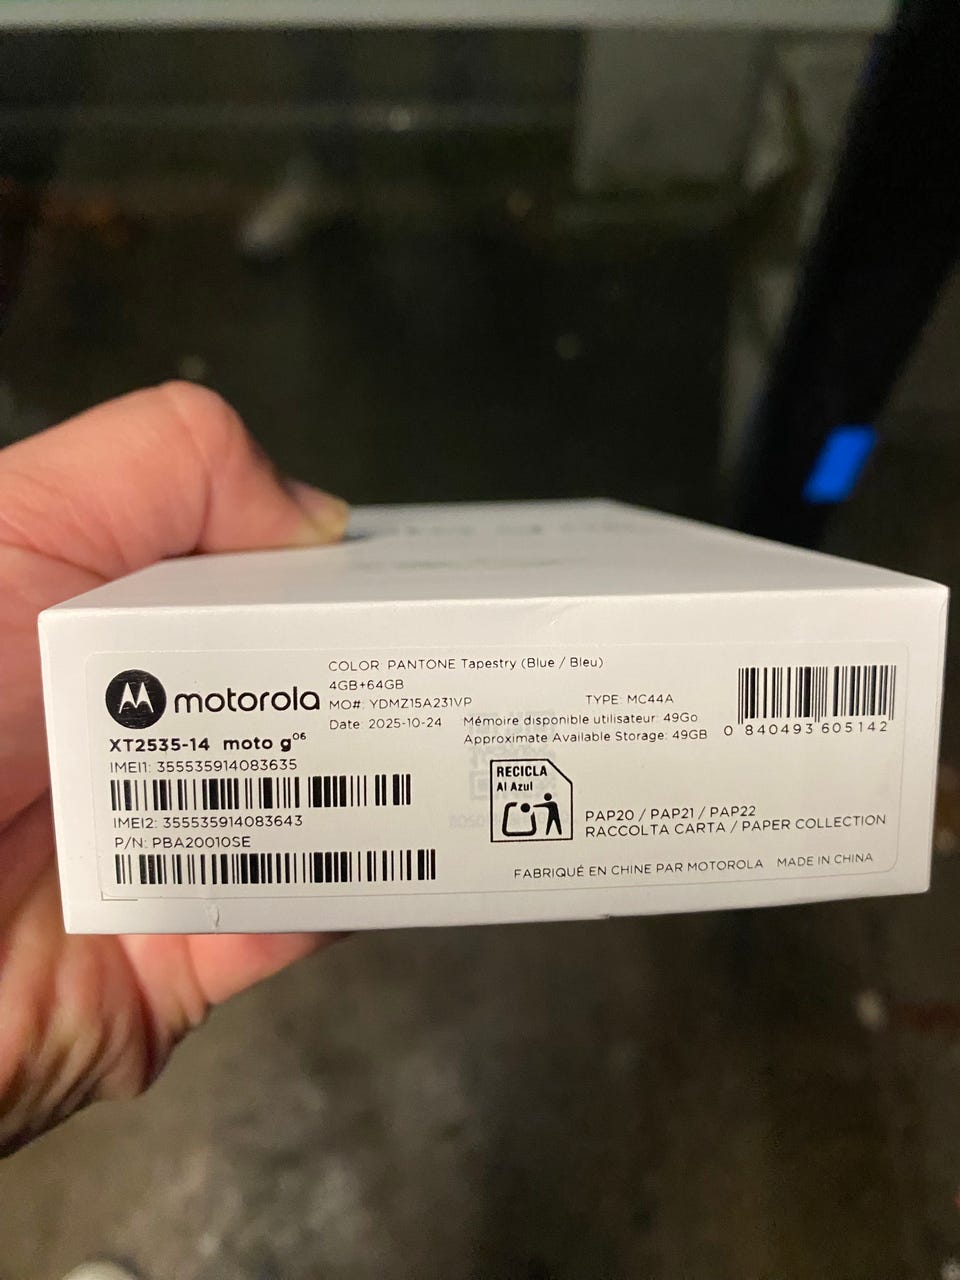 COLOR: PANTONE Tapestry (Blue / Bleu)
4GB+64GB
motorola
MO#: YDMZ15A231VP TYPE: MC44A
Date: 2025-10-24 Mémoire disponible utilisateur: 49Go
Approximate Available Storage: 49GB
0 840493 605142
XT2535-14 moto g06
IMEI1: 355535914083635
IMEI2: 355535914083643
P/N: PBA20010SE
RECICLA
Al Azul
PAP20 / PAP21 / PAP22
RACCOLTA CARTA / PAPER COLLECTION
FABRIQUÉ EN CHINE PAR MOTOROLA MADE IN CHINA